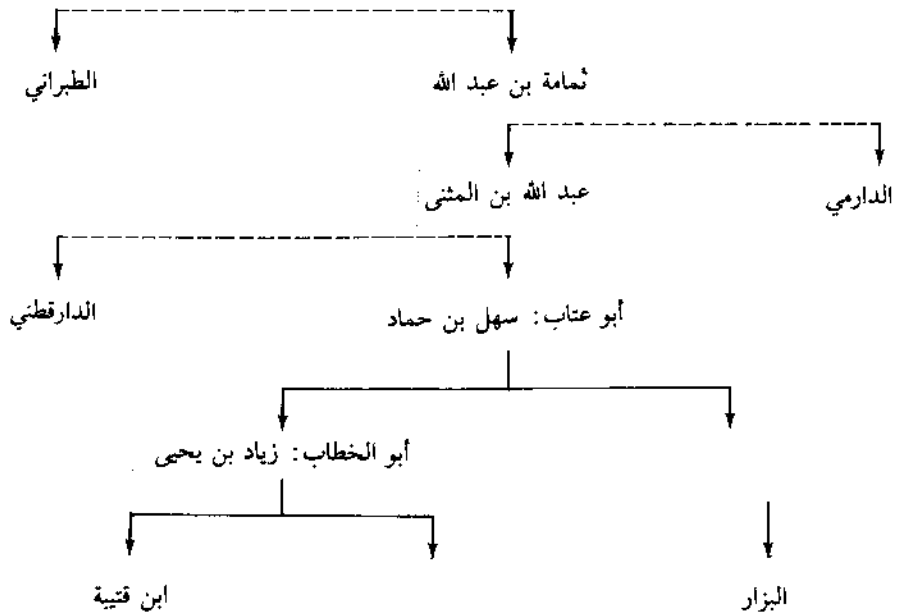 ثمامة بن عبد الله الطبراني
الدارمي عبد الله بن المثنى
أبو عتاب: سهل بن حماد الدارقطني
أبو الخطاب: زياد بن يحيى
البزار ابن قتيبة